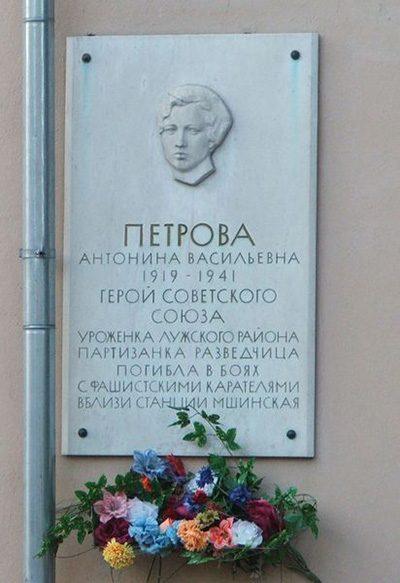 ПЕТРОВА
АНТОНИНА ВАСИЛЬЕВНА
1919 - 1941
ГЕРОЙ СОВЕТСКОГО
СОЮЗА
УРОЖЕНКА ЛУЖСКОГО РАЙОНА
ПАРТИЗАНКА РАЗВЕДЧИЦА
ПОГИБЛА В БОЯХ
С ФАШИСТСКИМИ КАРАТЕЛЯМИ
ВБЛИЗИ СТАНЦИИ МШИНСКАЯ